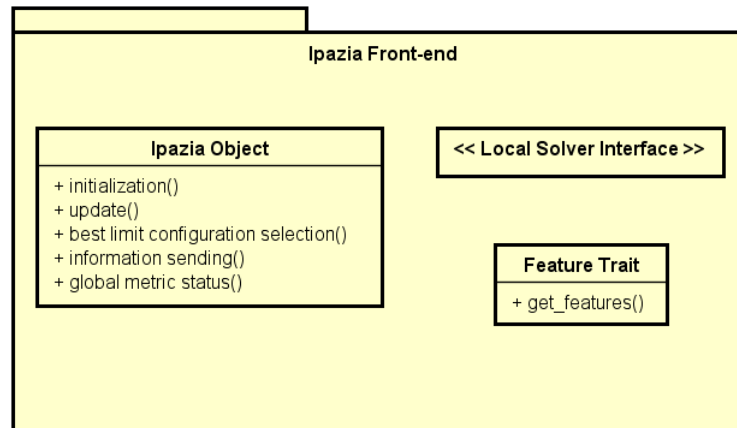 Ipazia Front-end
Ipazia Object
+ initialization()
+ update()
+ best limit configuration selection()
+ information sending()
+ global metric status()
<< Local Solver Interface >>
Feature Trait
+ get_features()